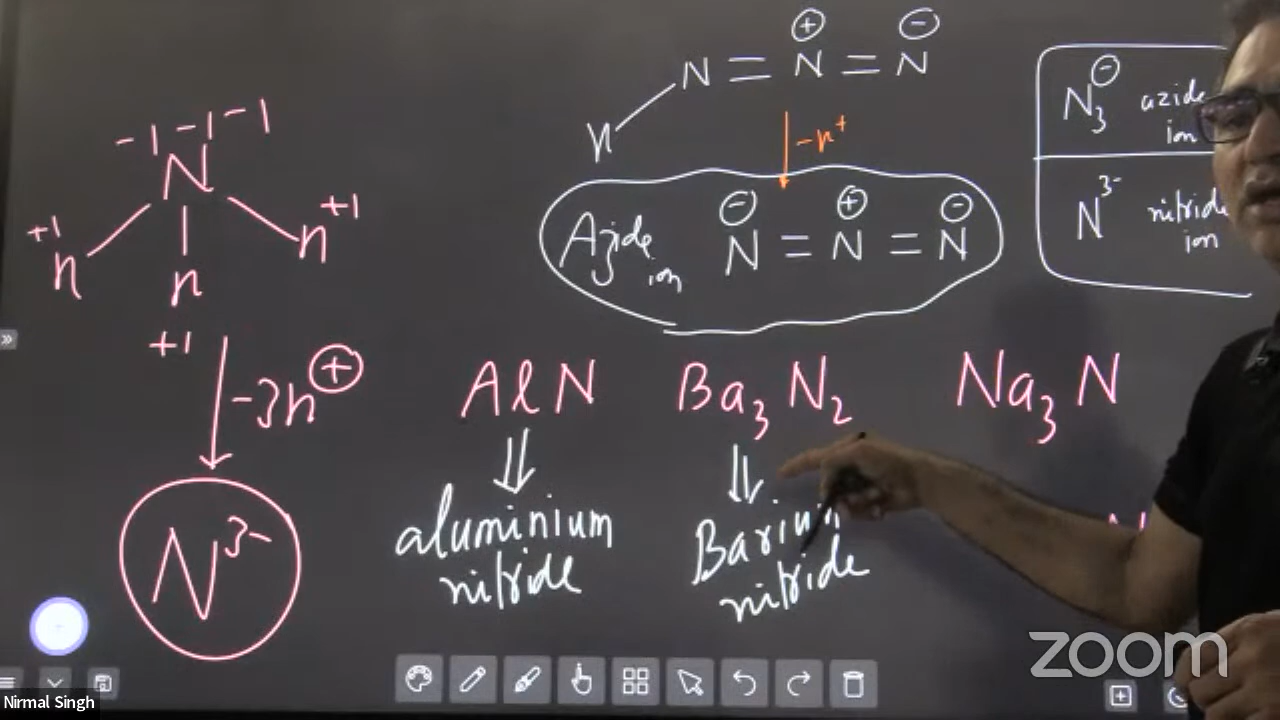 N = N = N
⊕ ⊖
n
-n⁺
N₃⊖ azide
ion
N³⁻ nitride
ion
Azide
ion
⊖ ⊕ ⊖
N = N = N
-1 -1 -1
N
+1 +1
n n n
+1
-3n⊕
N³⁻
AlN Ba₃N₂ Na₃N
aluminium
nitride
Barium
nitride
zoom
Nirmal Singh